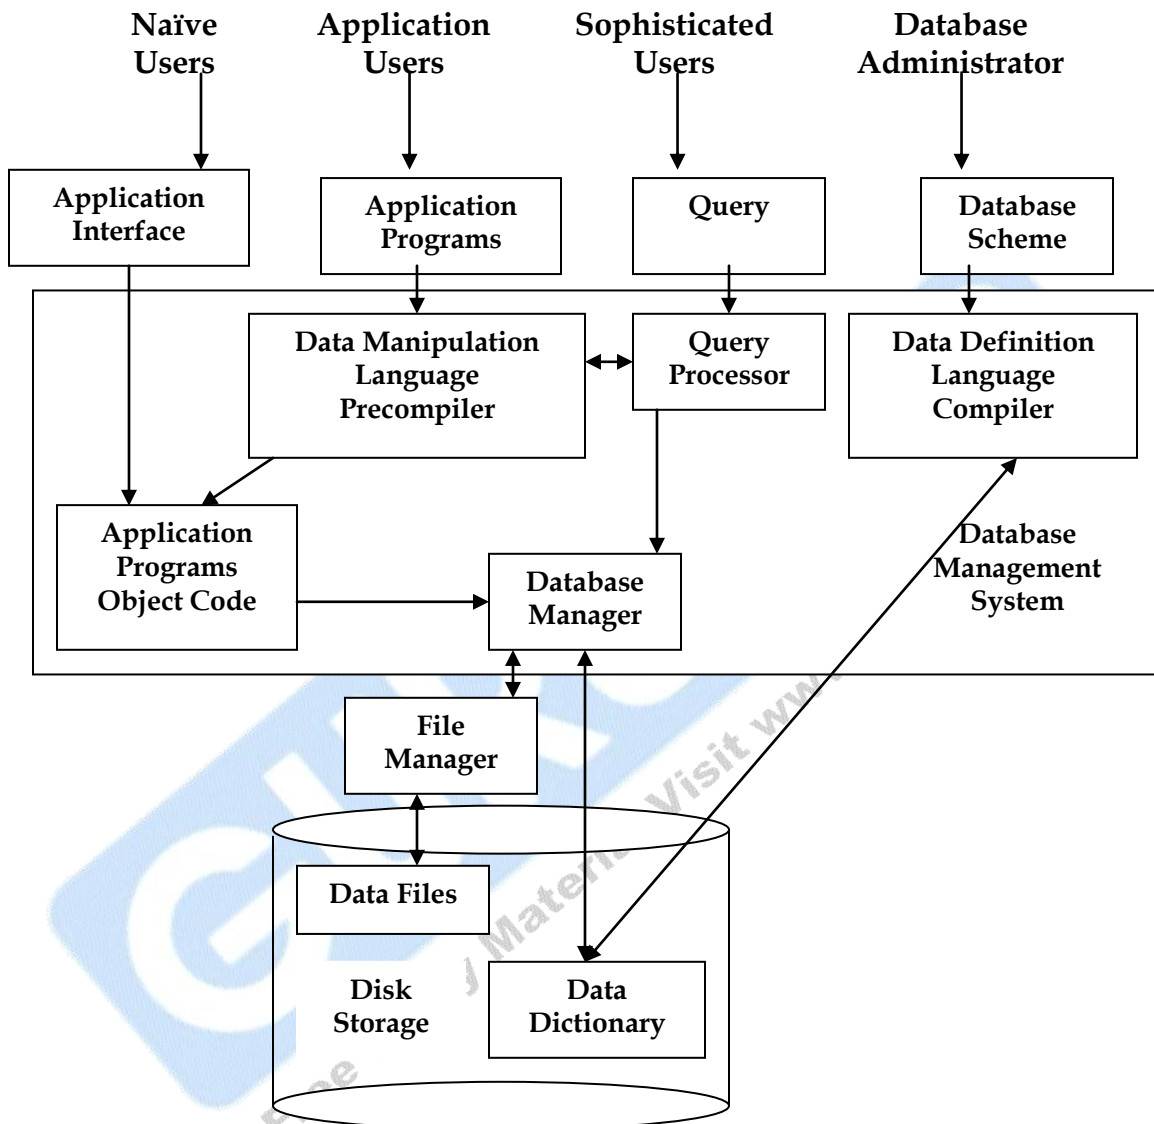 Naïve
Users
Application
Users
Sophisticated
Users
Database
Administrator
Application
Interface
Application
Programs
Query
Database
Scheme
Data Manipulation
Language
Precompiler
Query
Processor
Data Definition
Language
Compiler
Application
Programs
Object Code
Database
Manager
Database
Management
System
File
Manager
Data Files
Disk
Storage
Data
Dictionary
Visit